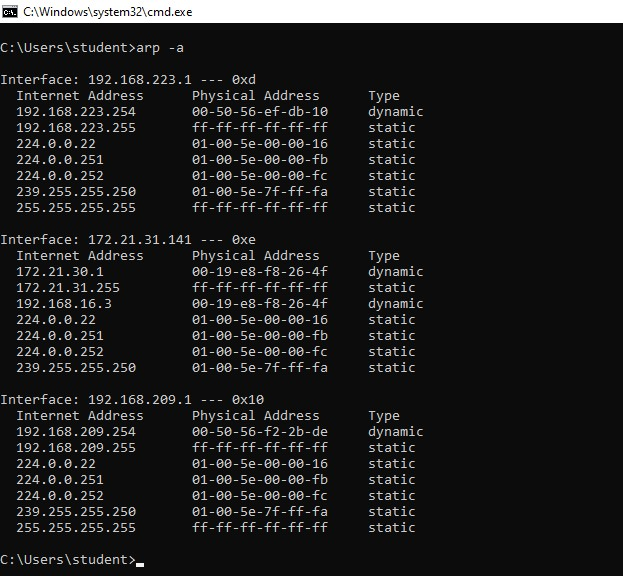 C:\Windows\system32\cmd.exe
C:\Users\student>arp -a
Interface: 192.168.223.1 --- 0xd
  Internet Address      Physical Address      Type
  192.168.223.254       00-50-56-ef-db-10     dynamic
  192.168.223.255       ff-ff-ff-ff-ff-ff     static
  224.0.0.22            01-00-5e-00-00-16     static
  224.0.0.251           01-00-5e-00-00-fb     static
  224.0.0.252           01-00-5e-00-00-fc     static
  239.255.255.250       01-00-5e-7f-ff-fa     static
  255.255.255.255       ff-ff-ff-ff-ff-ff     static
Interface: 172.21.31.141 --- 0xe
  Internet Address      Physical Address      Type
  172.21.30.1           00-19-e8-f8-26-4f     dynamic
  172.21.31.255         ff-ff-ff-ff-ff-ff     static
  192.168.16.3          00-19-e8-f8-26-4f     dynamic
  224.0.0.22            01-00-5e-00-00-16     static
  224.0.0.251           01-00-5e-00-00-fb     static
  224.0.0.252           01-00-5e-00-00-fc     static
  239.255.255.250       01-00-5e-7f-ff-fa     static
Interface: 192.168.209.1 --- 0x10
  Internet Address      Physical Address      Type
  192.168.209.254       00-50-56-f2-2b-de     dynamic
  192.168.209.255       ff-ff-ff-ff-ff-ff     static
  224.0.0.22            01-00-5e-00-00-16     static
  224.0.0.251           01-00-5e-00-00-fb     static
  224.0.0.252           01-00-5e-00-00-fc     static
  239.255.255.250       01-00-5e-7f-ff-fa     static
  255.255.255.255       ff-ff-ff-ff-ff-ff     static
C:\Users\student>